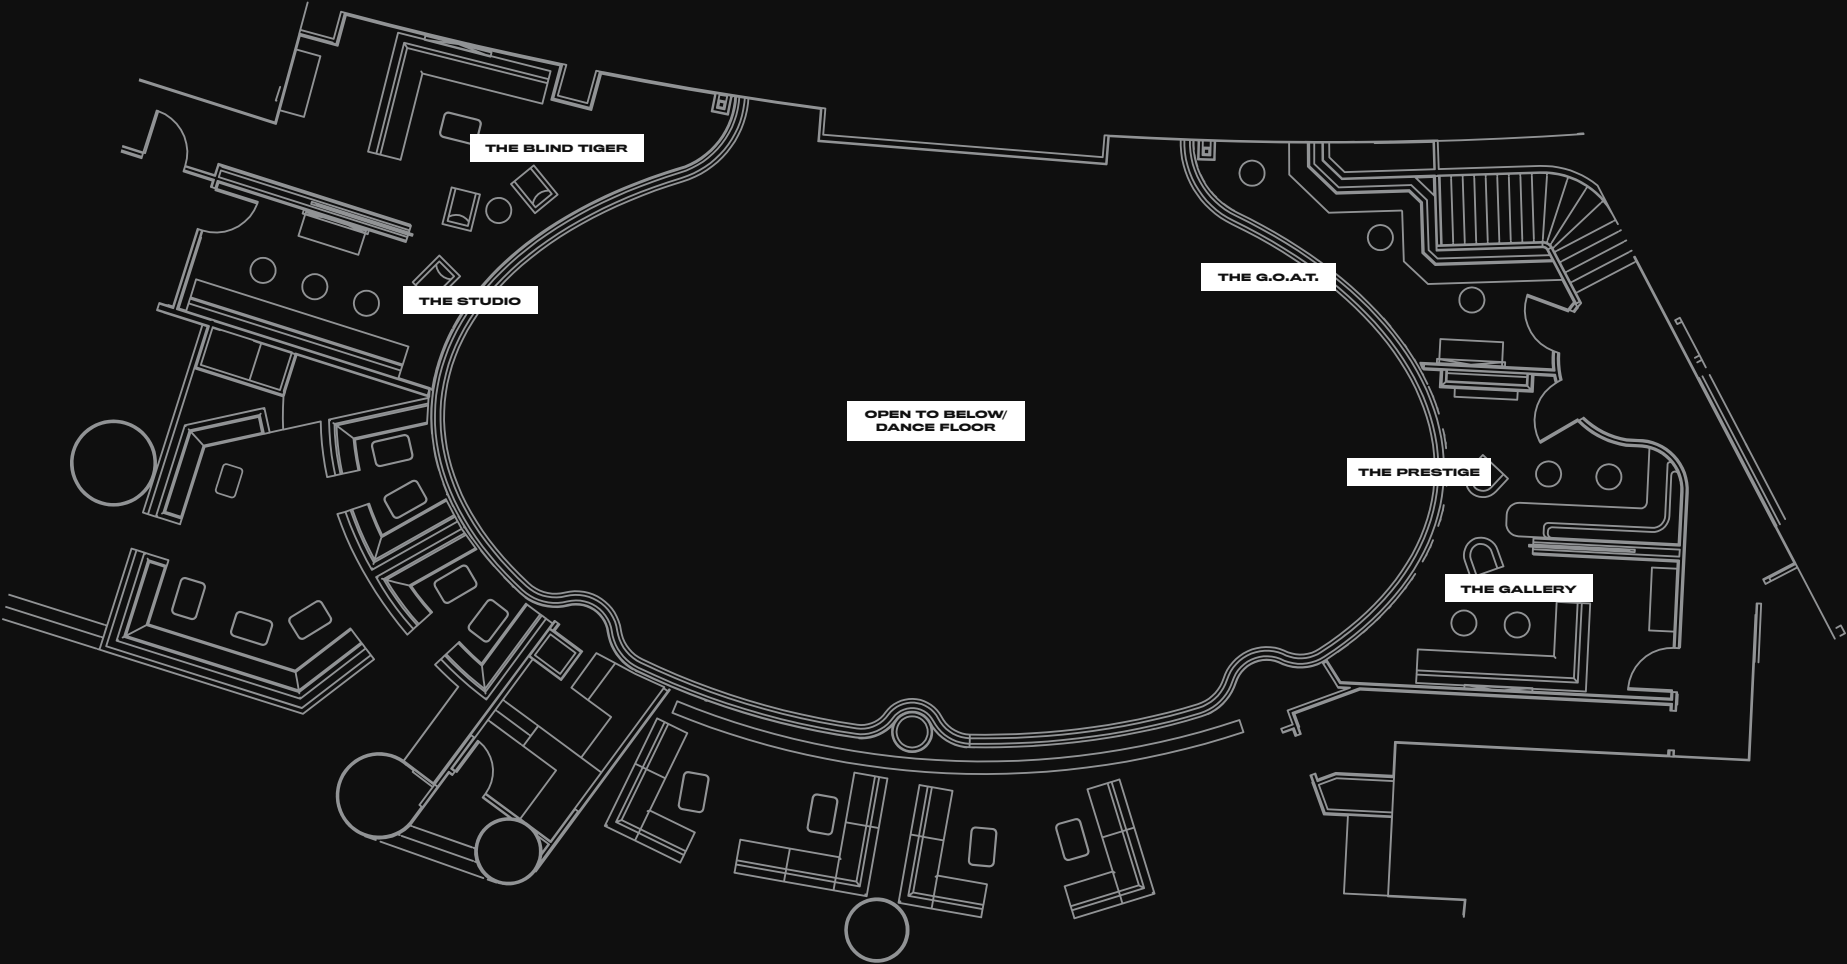 THE BLIND TIGER
THE STUDIO
THE G.O.A.T.
OPEN TO BELOW/
DANCE FLOOR
THE PRESTIGE
THE GALLERY